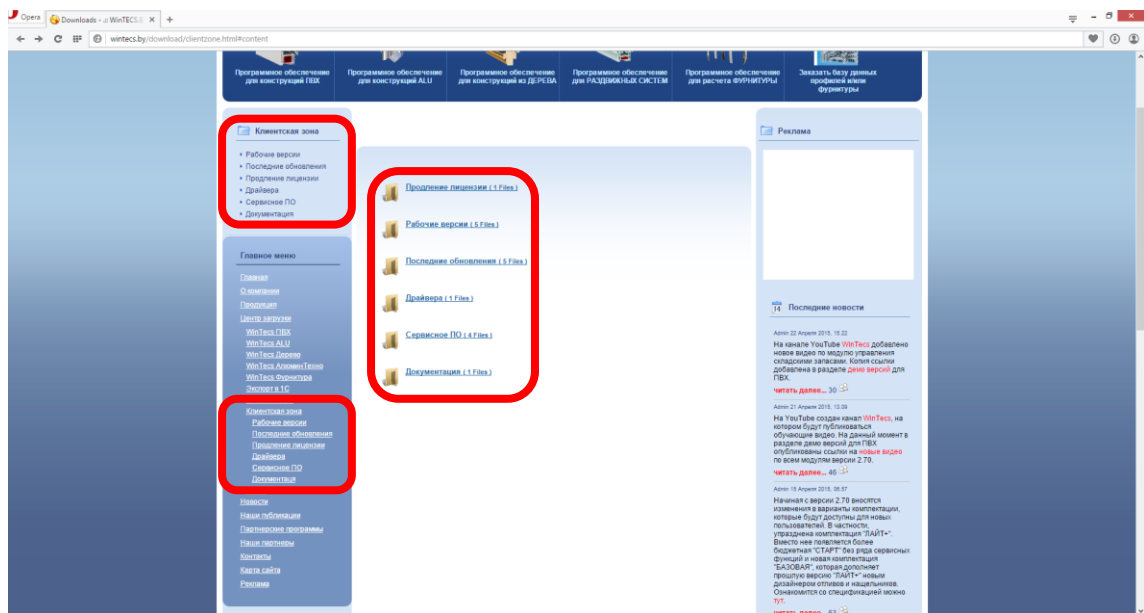 Opera
Downloads - .:: WinTECS.:
wintecs.by/download/clientzone.html#content
Программное обеспечение
для конструкций ПВХ
Программное обеспечение
для конструкций ALU
Программное обеспечение
для конструкций из ДЕРЕВА
Программное обеспечение
для РАЗДВИЖНЫХ СИСТЕМ
Программное обеспечение
для расчета ФУРНИТУРЫ
Заказать базу данных
профилей и/или
фурнитуры
Клиентская зона
Рабочие версии
Последние обновления
Продление лицензии
Драйвера
Сервисное ПО
Документация
Главное меню
Главная
О компании
Продукция
Центр загрузки
WinTecs ПВХ
WinTecs ALU
WinTecs Дерево
WinTecs АлюминТехно
WinTecs Фурнитура
Экспорт в 1С
Клиентская зона
Рабочие версии
Последние обновления
Продление лицензии
Драйвера
Сервисное ПО
Документаця
Новости
Наши публикации
Партнерские программы
Наши партнеры
Контакты
Карта сайта
Реклама
Продление лицензии ( 1 Files )
Рабочие версии ( 5 Files )
Последние обновления ( 5 Files )
Драйвера ( 1 Files )
Сервисное ПО ( 4 Files )
Документация ( 1 Files )
Реклама
14 Последние новости
Admin 22 Апреля 2015, 15:22
На канале YouTube WinTecs добавлено
новое видео по модулю управления
складскими запасами. Копия ссылки
добавлена в разделе демо версий для
ПВХ.
читать далее... 30
Admin 21 Апреля 2015, 13:09
На YouTube создан канал WinTecs, на
котором будут публиковаться
обучающие видео. На данный момент в
разделе демо версий для ПВХ
опубликованы ссылки на новые видео
по всем модулям версии 2.70.
читать далее... 46
Admin 15 Апреля 2015, 06:57
Начиная с версии 2.70 вносятся
изменения в варианты комплектации,
которые будут доступны для новых
пользователей. В частности,
упразднена комплектация "ЛАЙТ+".
Вместо нее появляется более
бюджетная "СТАРТ" без ряда сервисных
функций и новая комплектация
"БАЗОВАЯ", которая дополняет
прошлую версию "ЛАЙТ+" новым
дизайнером отливов и нащельников.
Ознакомится со спецификацией можно
тут.
читать далее... 63